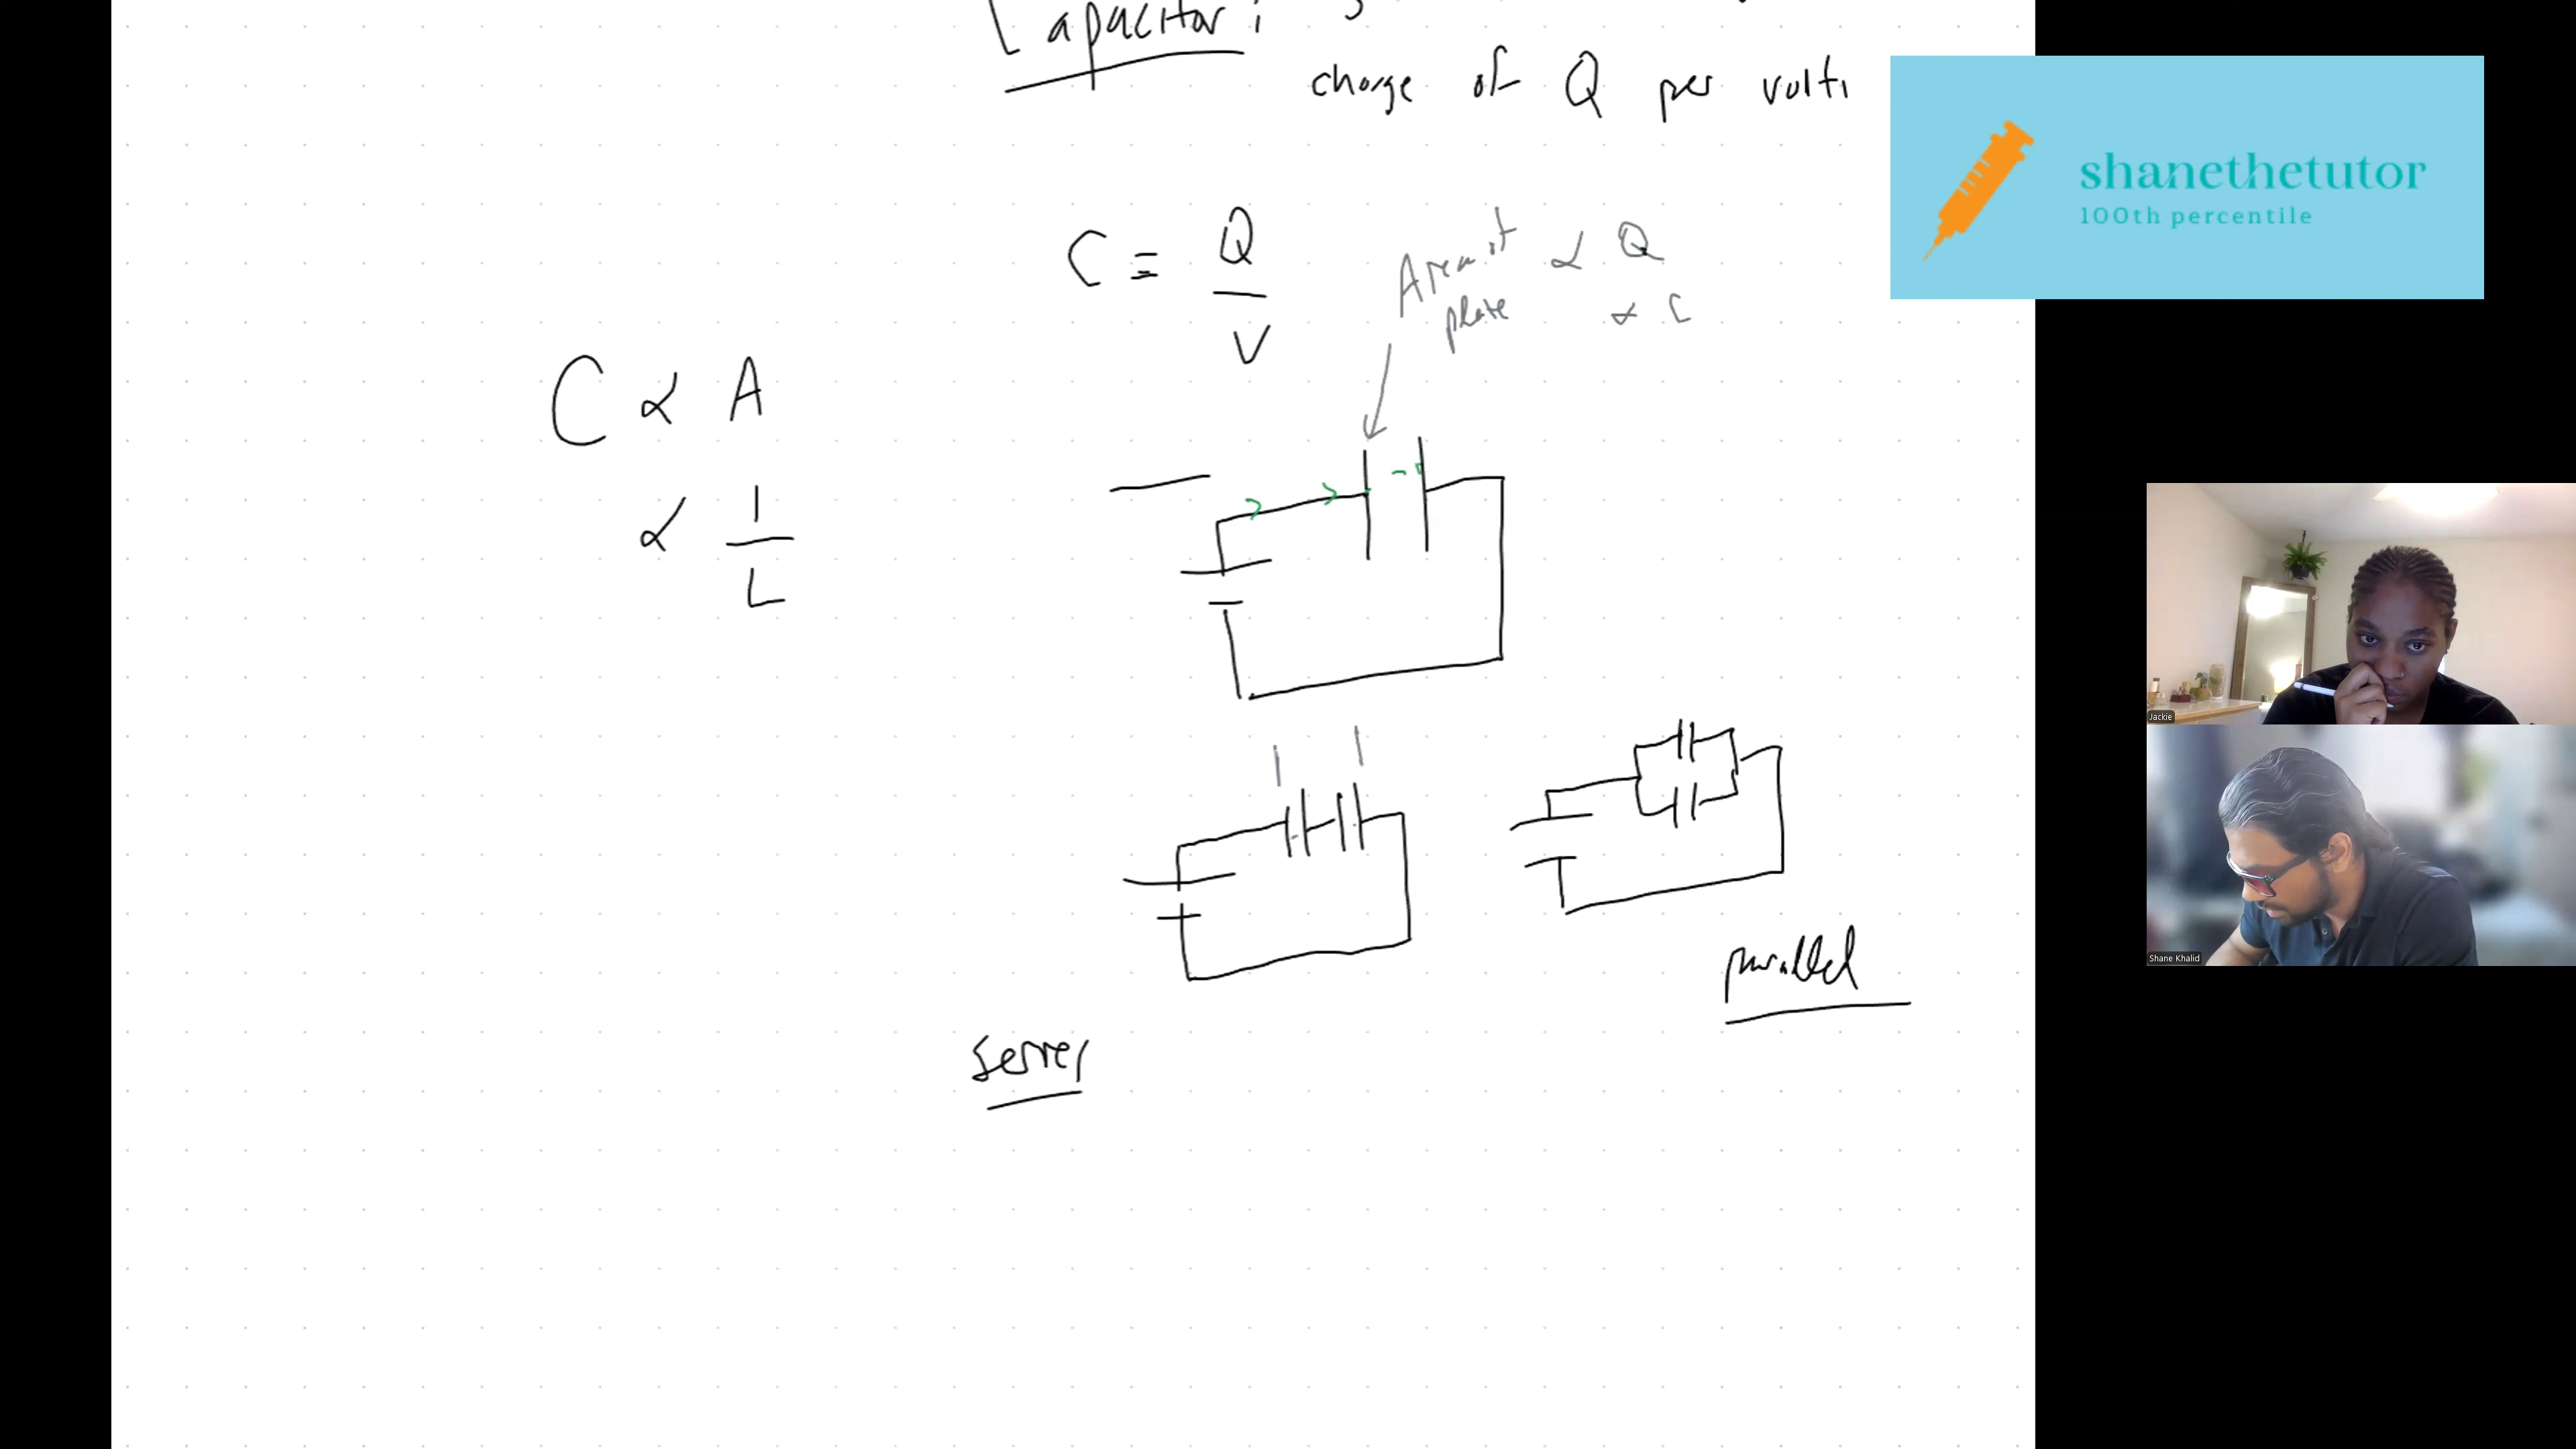 Capacitor:
charge of Q per volt
C = Q
V
Area of ∝ Q
plate ∝ C
C ∝ A
∝ 1
L
parallel
series
shanethetutor
100th percentile
Jackie
Shane Khalid